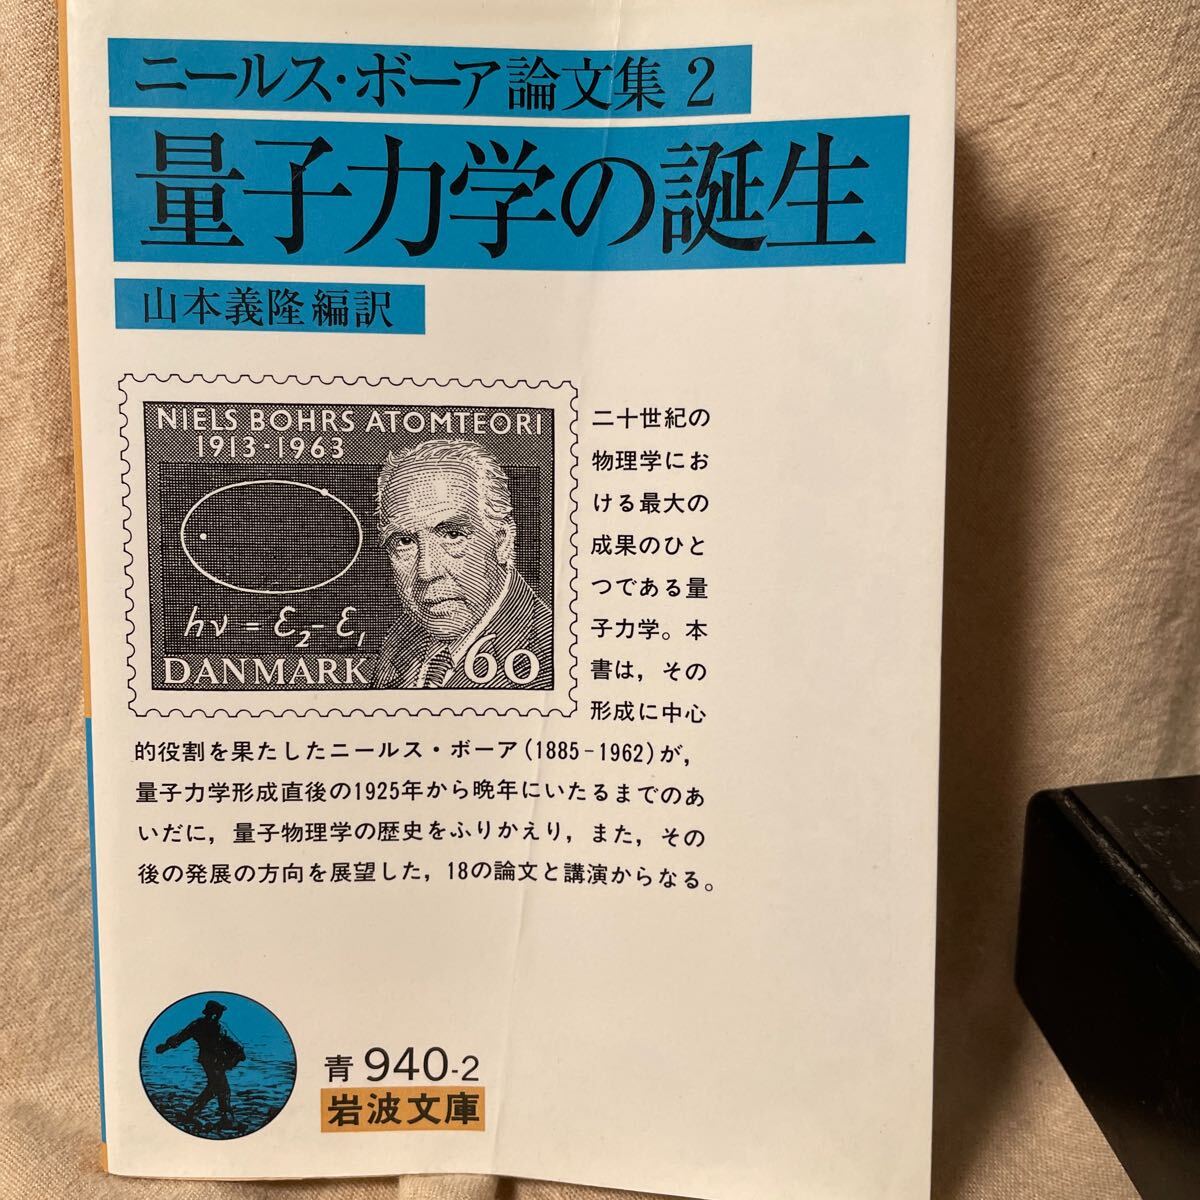 ニールス・ボーア論文集 2
量子力学の誕生
山本義隆編訳
NIELS BOHRS ATOMTEORI
1913-1963
hν = ε₂-ε₁
DANMARK 60
二十世紀の
物理学にお
ける最大の
成果のひと
つである量
子力学。本
書は，その
形成に中心
的役割を果たしたニールス・ボーア(1885-1962)が，
量子力学形成直後の1925年から晩年にいたるまでのあ
いだに，量子物理学の歴史をふりかえり，また，その
後の発展の方向を展望した，18の論文と講演からなる。
青 940-2
岩波文庫